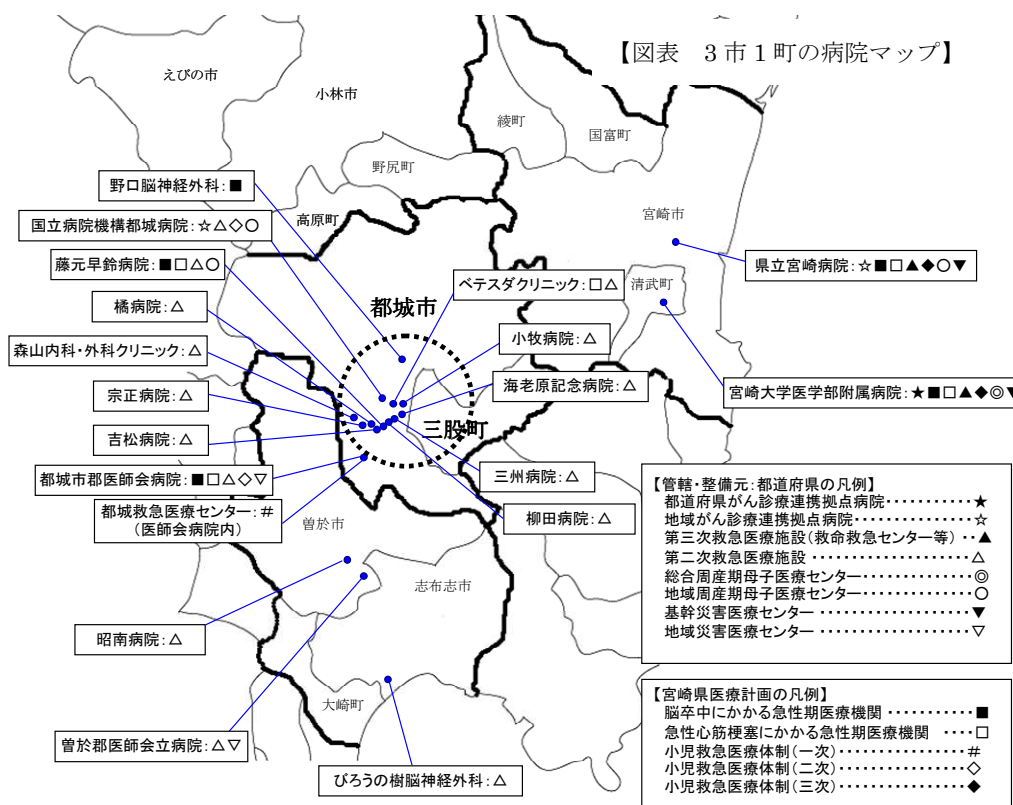 【図表　3市1町の病院マップ】
えびの市
小林市
綾町
国富町
野尻町
野口脳神経外科：■
高原町
宮崎市
国立病院機構都城病院：☆△◇○
藤元早鈴病院：■□△○
県立宮崎病院：☆■□▲◆○▼
ベテスダクリニック：□△
清武町
橘病院：△
都城市
小牧病院：△
森山内科・外科クリニック：△
海老原記念病院：△
宗正病院：△
宮崎大学医学部附属病院：★■□▲◆◎▼
三股町
吉松病院：△
都城市郡医師会病院：■□△◇▽
三州病院：△
都城救急医療センター：＃
（医師会病院内）
柳田病院：△
曽於市
志布志市
昭南病院：△
大崎町
曽於郡医師会立病院：△▽
びろうの樹脳神経外科：△
【管轄・整備元：都道府県の凡例】
都道府県がん診療連携拠点病院・・・・・・・・・・・★
地域がん診療連携拠点病院・・・・・・・・・・・・・・・☆
第三次救急医療施設（救命救急センター等）・・▲
第二次救急医療施設・・・・・・・・・・・・・・・・・・・△
総合周産期母子医療センター・・・・・・・・・・・・◎
地域周産期母子医療センター・・・・・・・・・・・・○
基幹災害医療センター・・・・・・・・・・・・・・・・・▼
地域災害医療センター・・・・・・・・・・・・・・・・・▽
【宮崎県医療計画の凡例】
脳卒中にかかる急性期医療機関・・・・・・・・・・■
急性心筋梗塞にかかる急性期医療機関・・・・□
小児救急医療体制（一次）・・・・・・・・・・・・・・＃
小児救急医療体制（二次）・・・・・・・・・・・・・・◇
小児救急医療体制（三次）・・・・・・・・・・・・・・◆